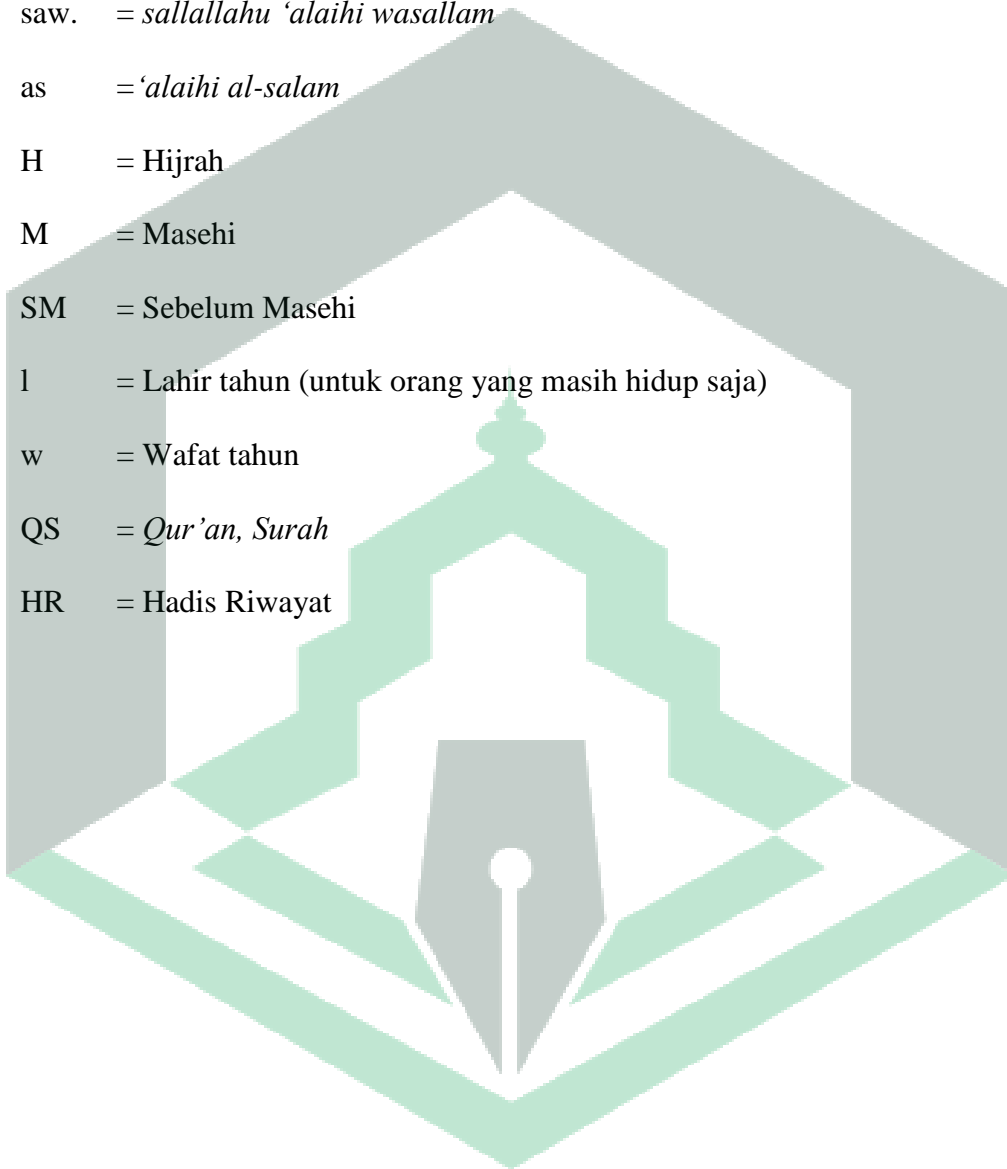 saw. = sallallahu ‘alaihi wasallam
as =‘alaihi al-salam
H = Hijrah
M = Masehi
SM = Sebelum Masehi
l = Lahir tahun (untuk orang yang masih hidup saja)
w = Wafat tahun
QS = Qur’an, Surah
HR = Hadis Riwayat